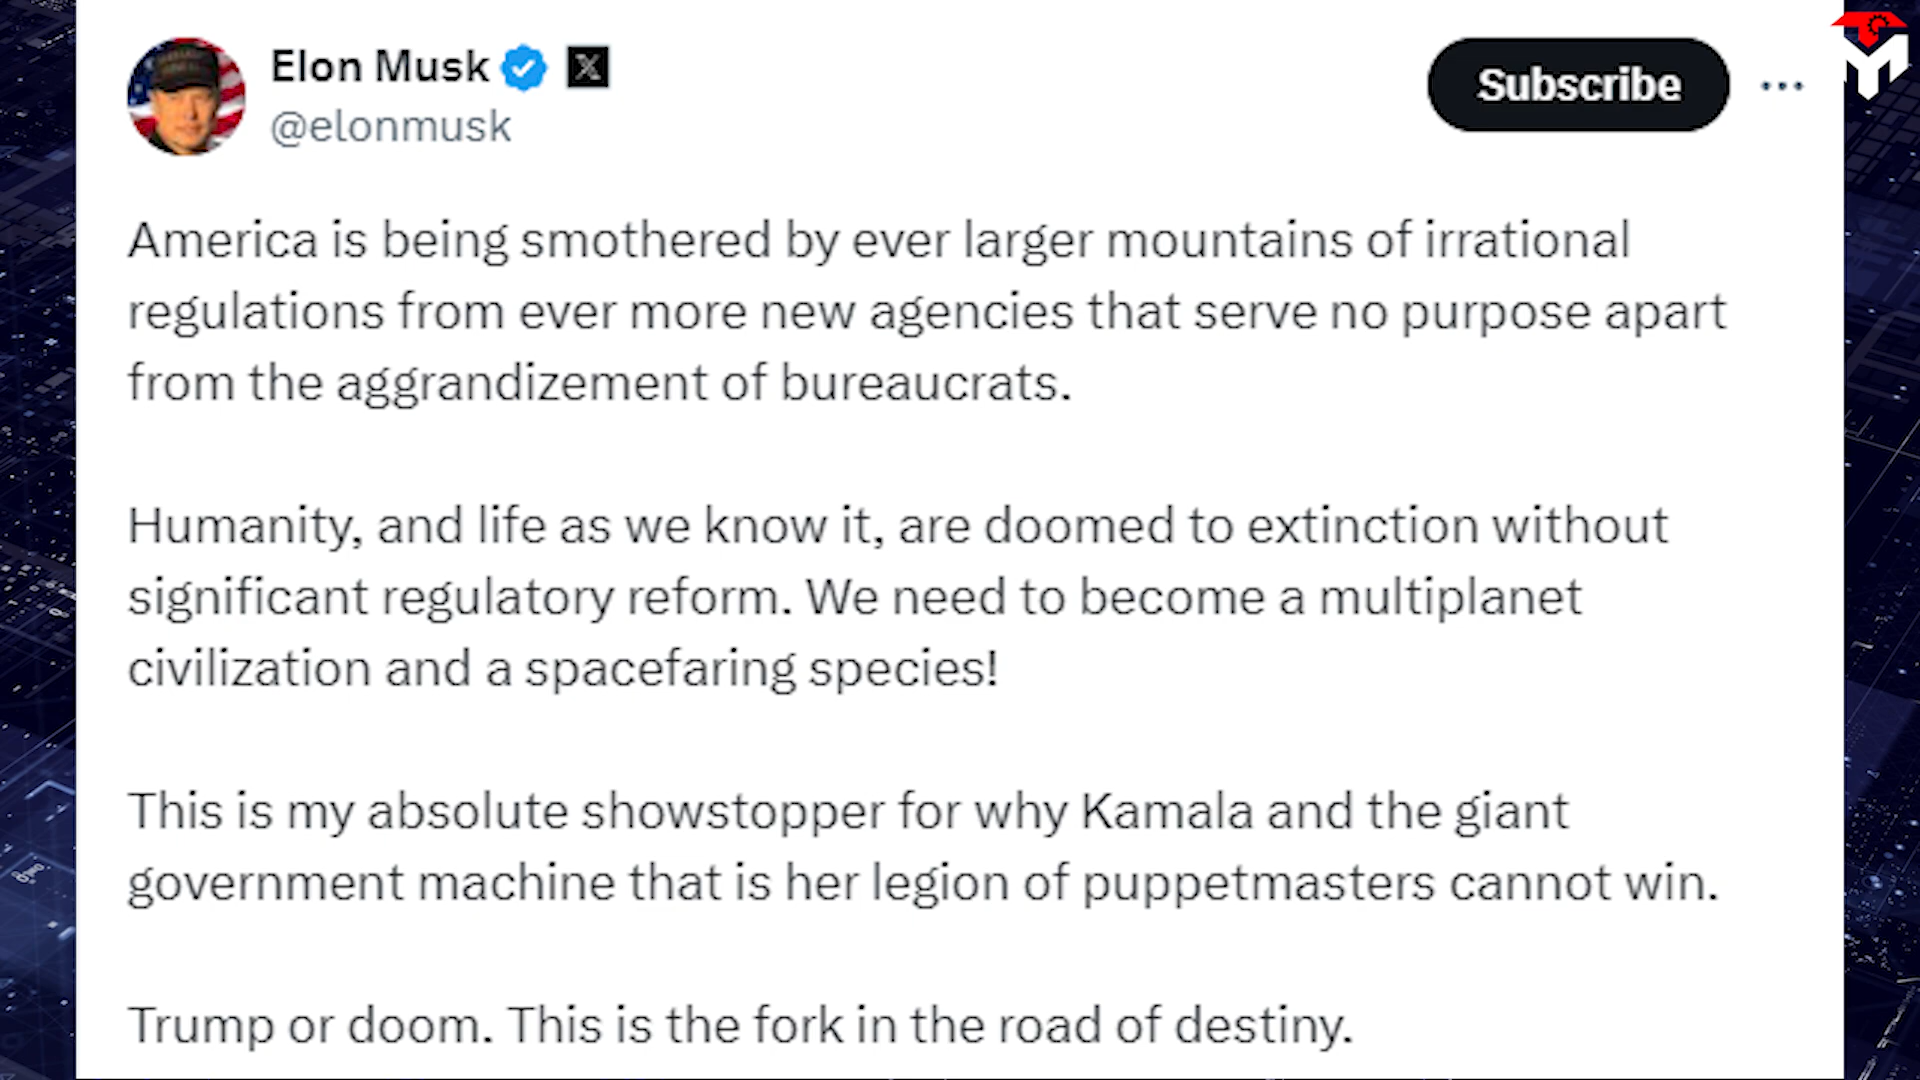 Elon Musk
@elonmusk
Subscribe
America is being smothered by ever larger mountains of irrational
regulations from ever more new agencies that serve no purpose apart
from the aggrandizement of bureaucrats.
Humanity, and life as we know it, are doomed to extinction without
significant regulatory reform. We need to become a multiplanet
civilization and a spacefaring species!
This is my absolute showstopper for why Kamala and the giant
government machine that is her legion of puppetmasters cannot win.
Trump or doom. This is the fork in the road of destiny.